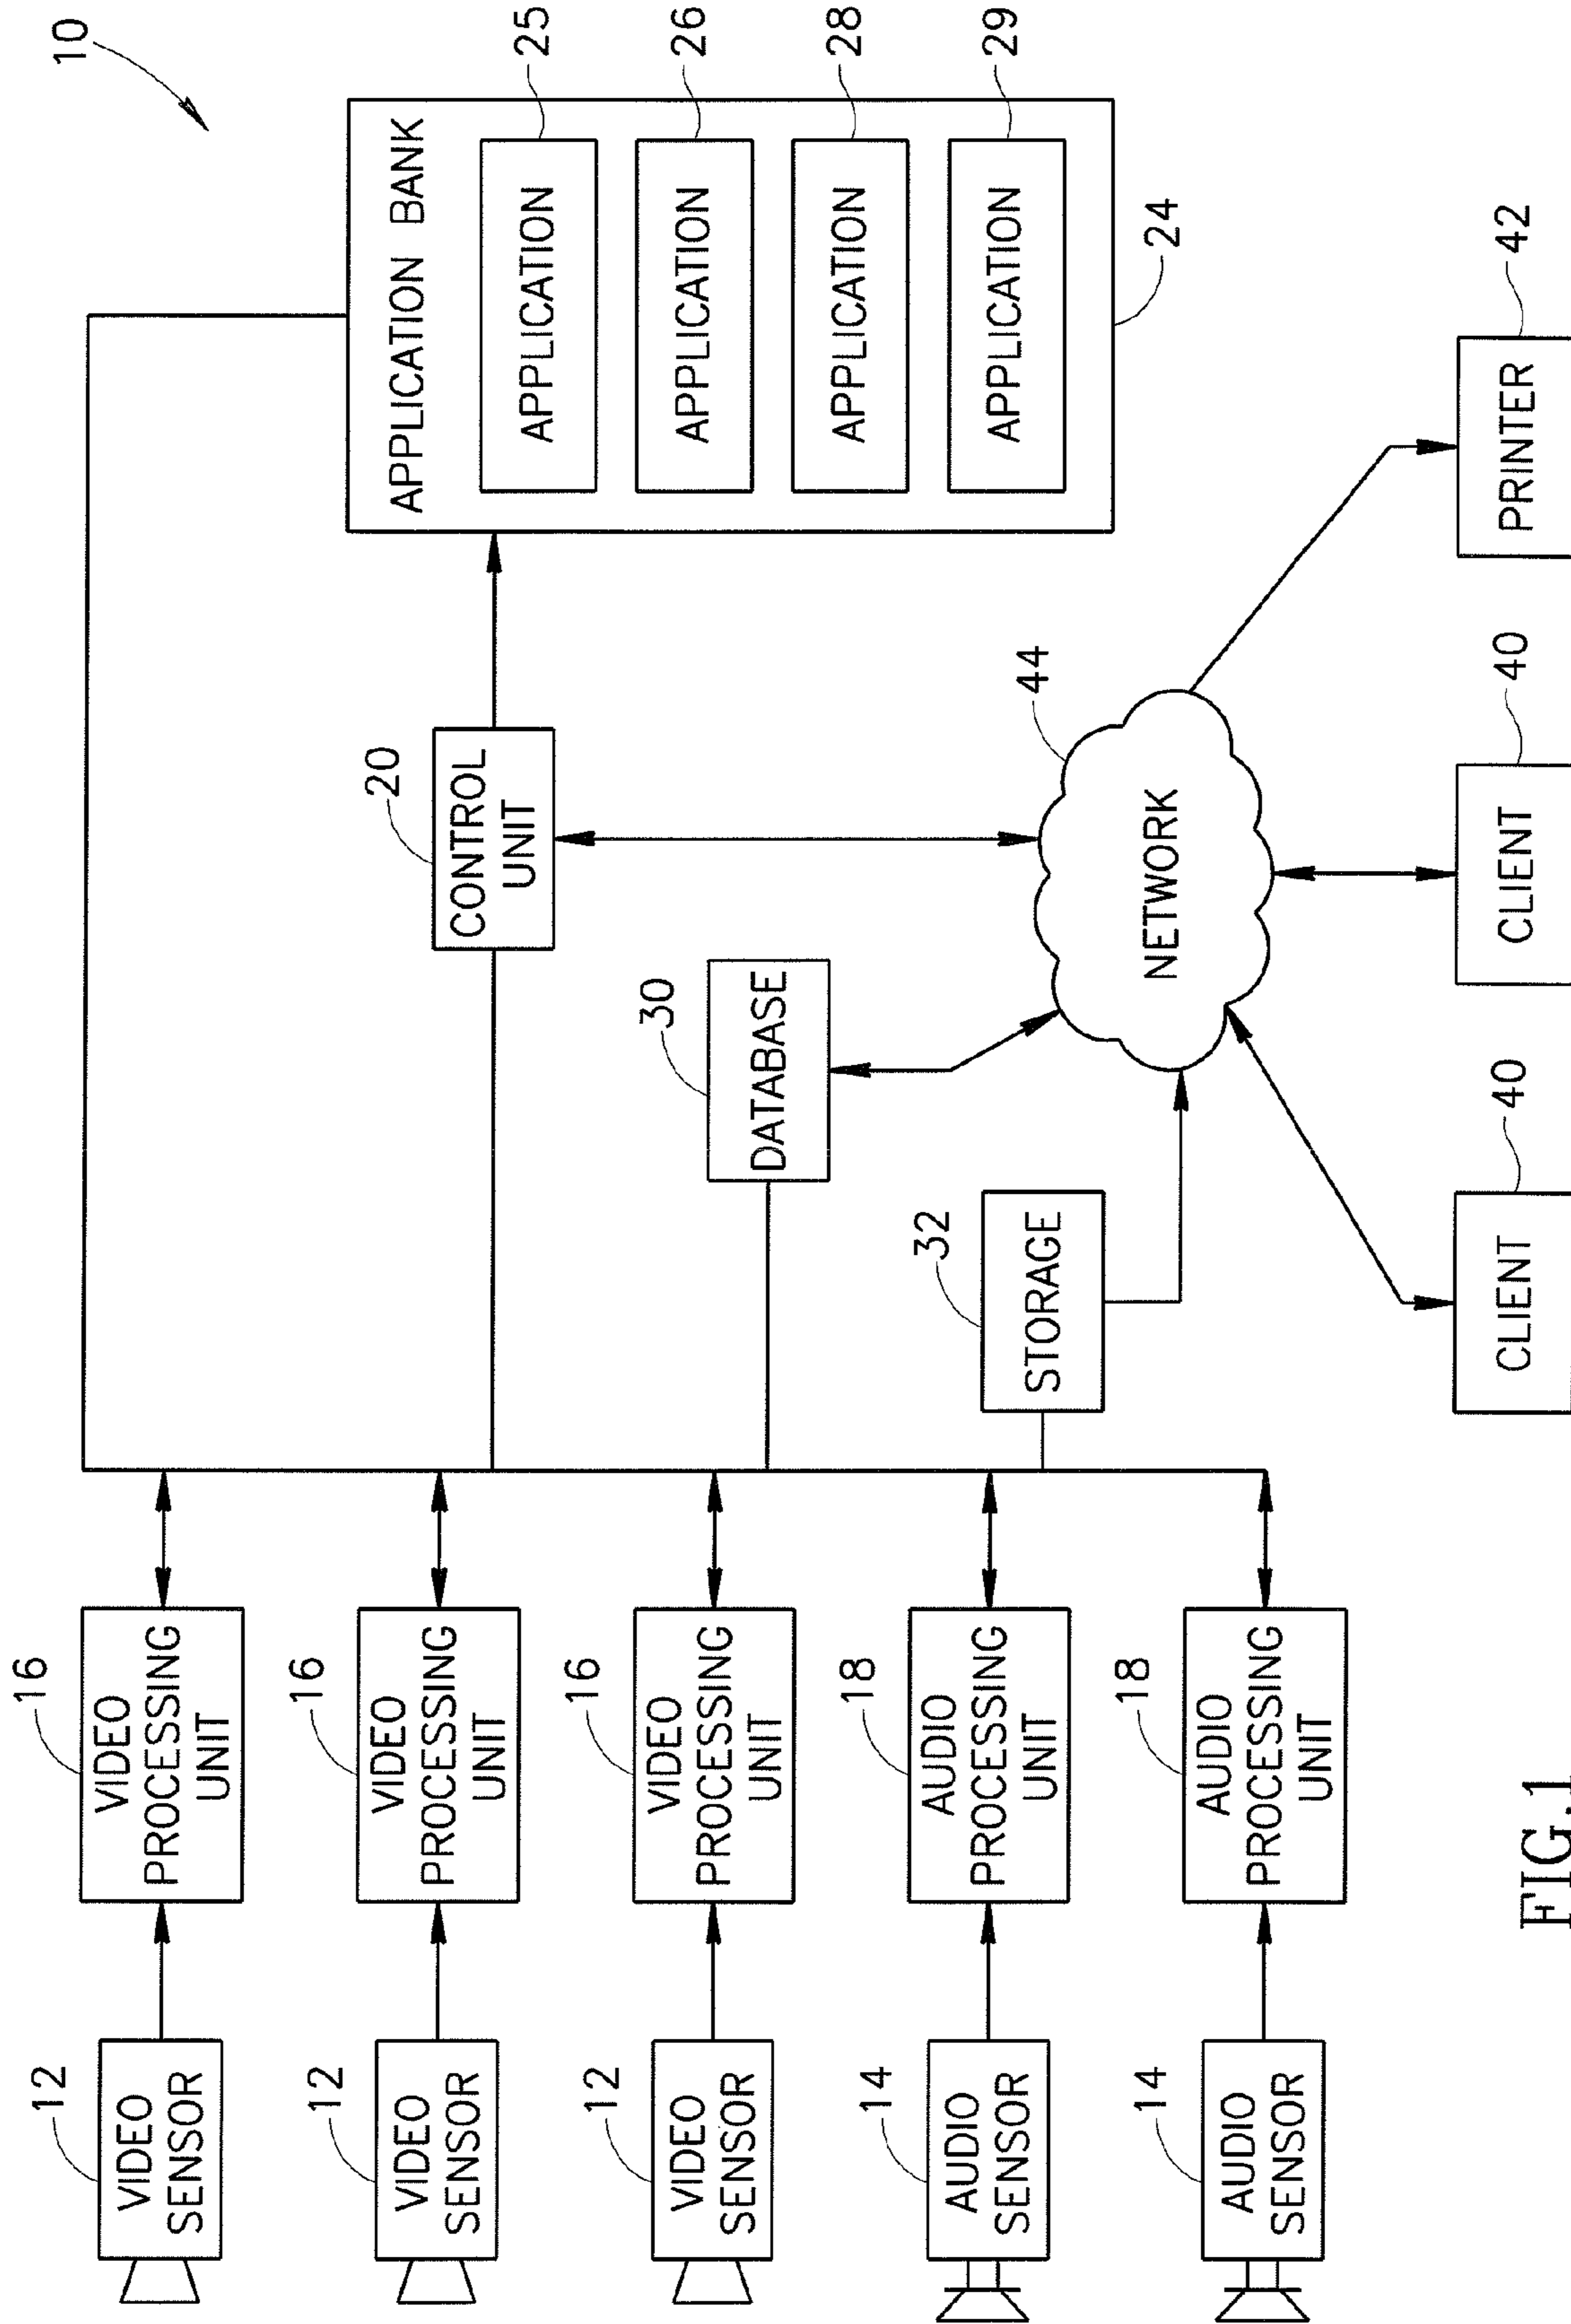 10
APPLICATION BANK
APPLICATION
25
APPLICATION
26
APPLICATION
28
APPLICATION
29
24
20
CONTROL
UNIT
30
DATABASE
32
STORAGE
44
NETWORK
40
CLIENT
40
CLIENT
42
PRINTER
16
VIDEO
PROCESSING
UNIT
16
VIDEO
PROCESSING
UNIT
16
VIDEO
PROCESSING
UNIT
18
AUDIO
PROCESSING
UNIT
18
AUDIO
PROCESSING
UNIT
12
VIDEO
SENSOR
12
VIDEO
SENSOR
12
VIDEO
SENSOR
14
AUDIO
SENSOR
14
AUDIO
SENSOR
FIG.1